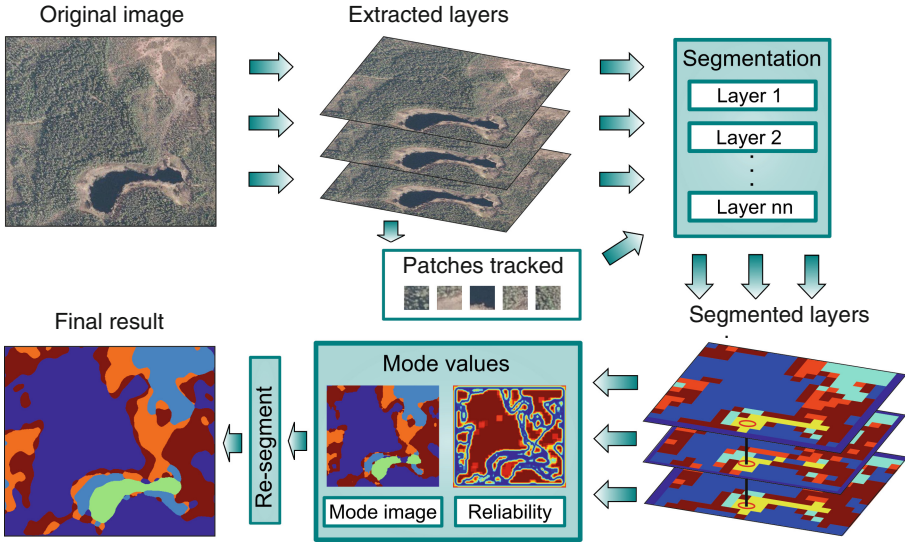 Original image
Extracted layers
Segmentation
Layer 1
Layer 2
Layer nn
Patches tracked
Segmented layers
Final result
Re-segment
Mode values
Mode image
Reliability